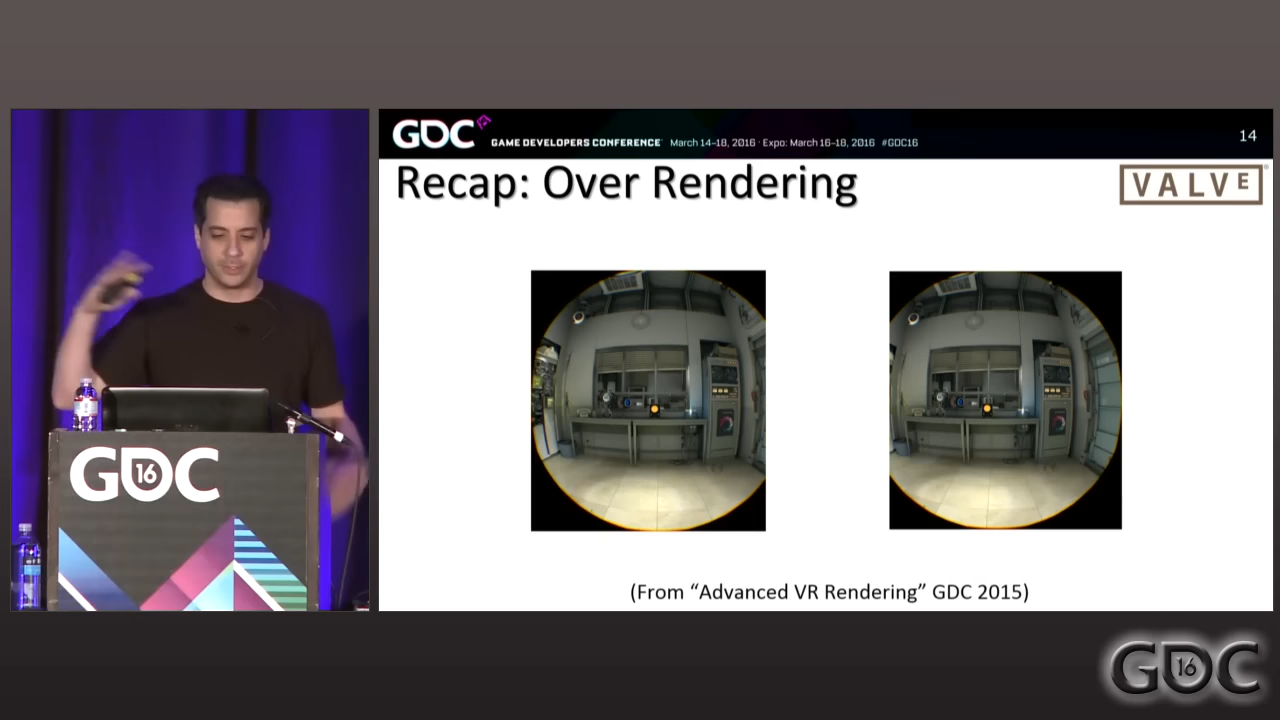 GDC
GAME DEVELOPERS CONFERENCE March 14–18, 2016 · Expo: March 16–18, 2016 #GDC16
14
Recap: Over Rendering
VALVE
(From “Advanced VR Rendering” GDC 2015)
GDC 16
GDC 16